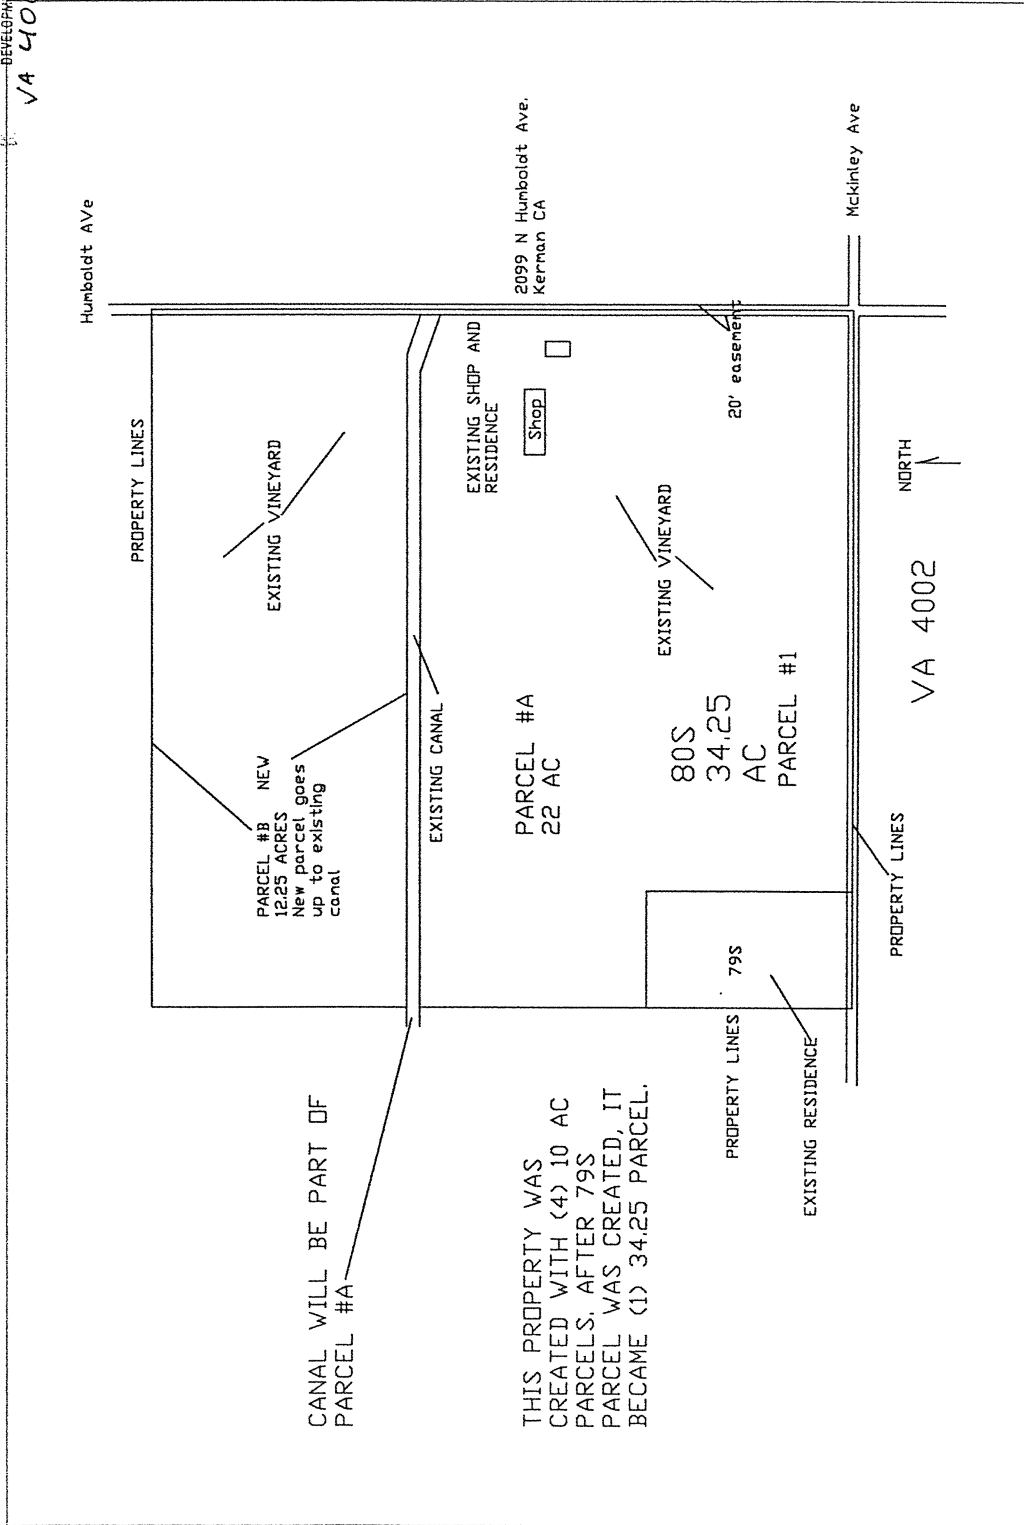 VA 40
Humboldt AVe
PROPERTY LINES
EXISTING VINEYARD
PARCEL #B NEW
12.25 ACRES
New parcel goes
up to existing
canal
CANAL WILL BE PART OF
PARCEL #A
EXISTING CANAL
EXISTING SHOP AND
RESIDENCE
Shop
2099 N Humboldt Ave.
Kerman CA
PARCEL #A
22 AC
THIS PROPERTY WAS
CREATED WITH (4) 10 AC
PARCELS. AFTER 79S
PARCEL WAS CREATED, IT
BECAME (1) 34.25 PARCEL.
EXISTING VINEYARD
80S
34.25
AC
PARCEL #1
20' easement
79S
PROPERTY LINES
EXISTING RESIDENCE
Mckinley Ave
PROPERTY LINES
NORTH
VA 4002